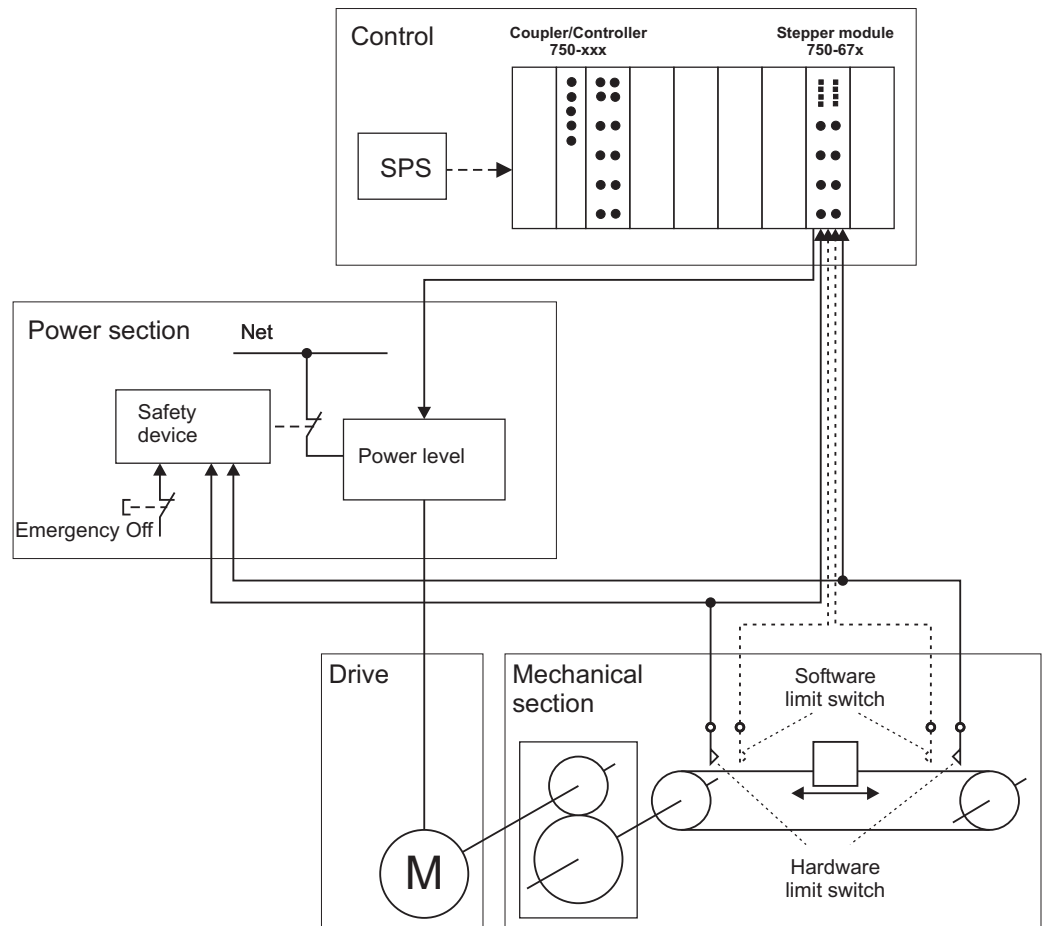 Control
Coupler/Controller
750-xxx
Stepper module
750-67x
SPS
Power section
Net
Safety
device
Power level
Emergency Off
Drive
Mechanical
section
Software
limit switch
M
Hardware
limit switch